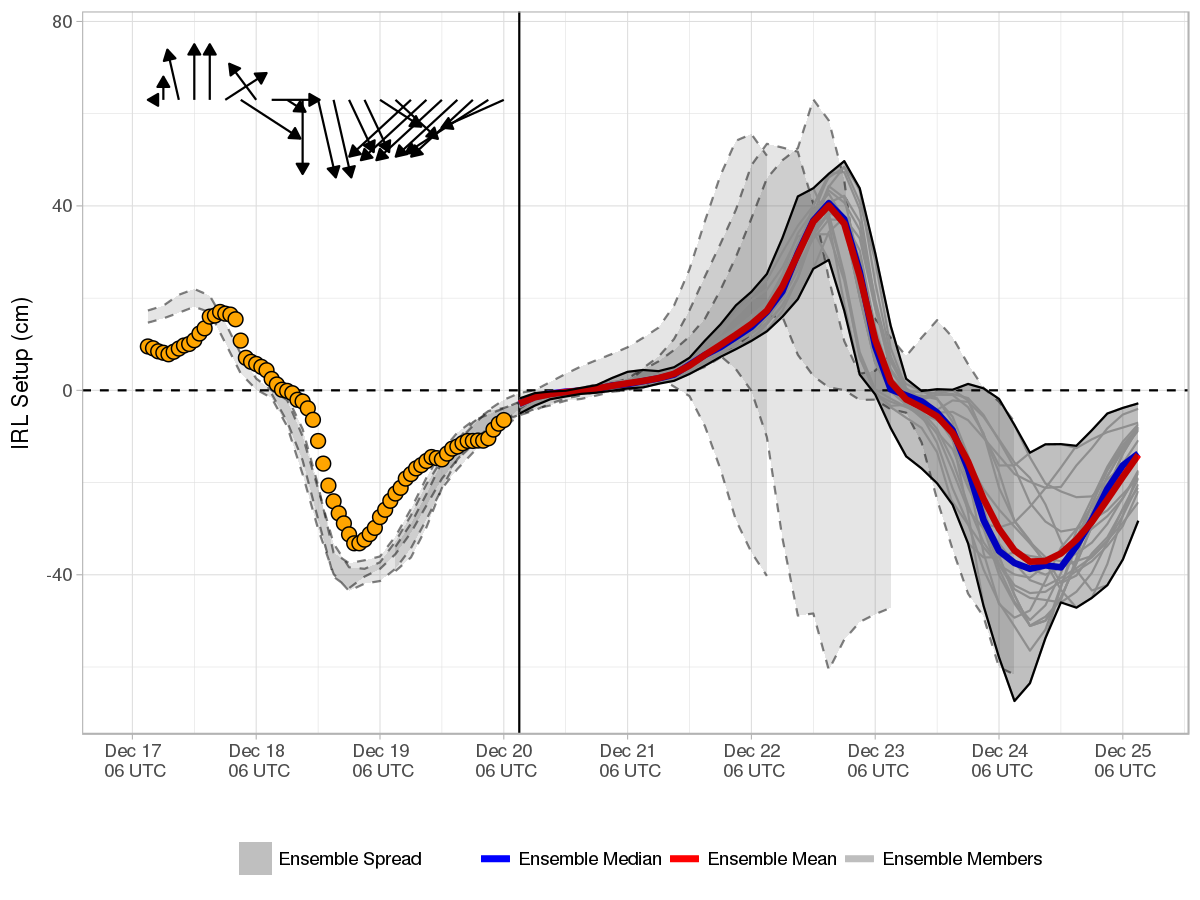 IRL Setup (cm)
80
40
0
-40
Dec 17 Dec 18 Dec 19 Dec 20 Dec 21 Dec 22 Dec 23 Dec 24 Dec 25
06 UTC 06 UTC 06 UTC 06 UTC 06 UTC 06 UTC 06 UTC 06 UTC 06 UTC
Ensemble Spread Ensemble Median Ensemble Mean Ensemble Members